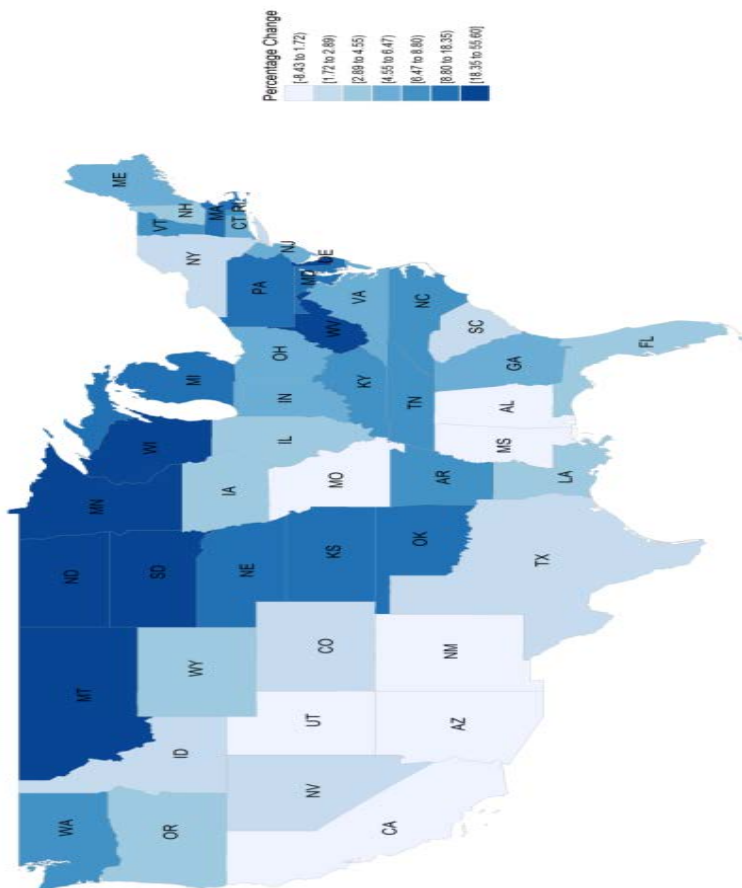 Percentage Change
[-8.43 to 1.72)
[1.72 to 2.89)
[2.89 to 4.55)
[4.55 to 6.47)
[6.47 to 8.80)
[8.80 to 18.35)
[18.35 to 55.60]
WA
MT
ND
MN
WI
MI
ME
VT
NH
NY
MA
CT
RI
OR
ID
WY
SD
IA
NE
IL
IN
OH
PA
NJ
MD
DE
WV
VA
NV
UT
CO
KS
MO
KY
CA
AZ
NM
OK
AR
TN
NC
SC
TX
LA
MS
AL
GA
FL